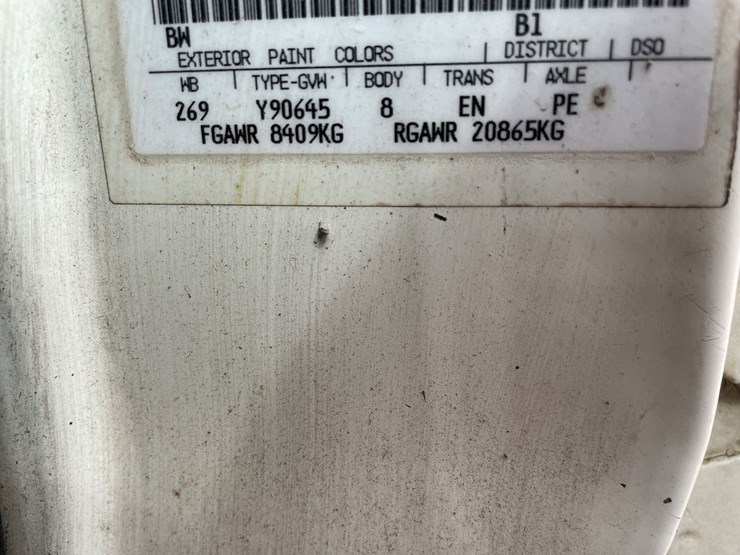 BW B1
EXTERIOR PAINT COLORS DISTRICT DSO
WB TYPE-GVW BODY TRANS AXLE
269 Y90645 8 EN PE
FGAWR 8409KG RGAWR 20865KG